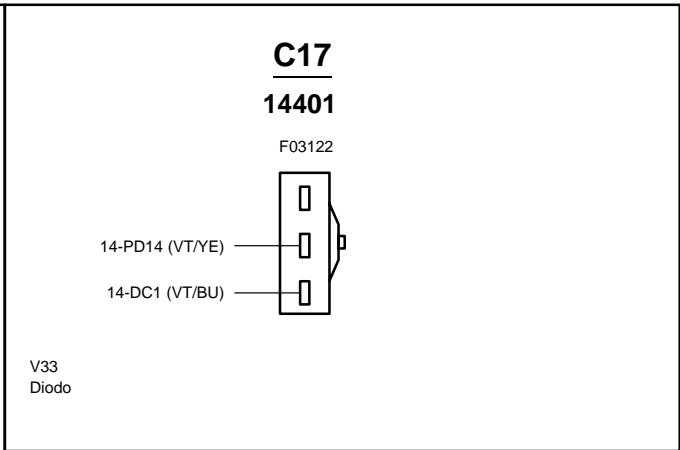 C17
14401
F03122
14-PD14 (VT/YE)
14-DC1 (VT/BU)
V33
Diodo